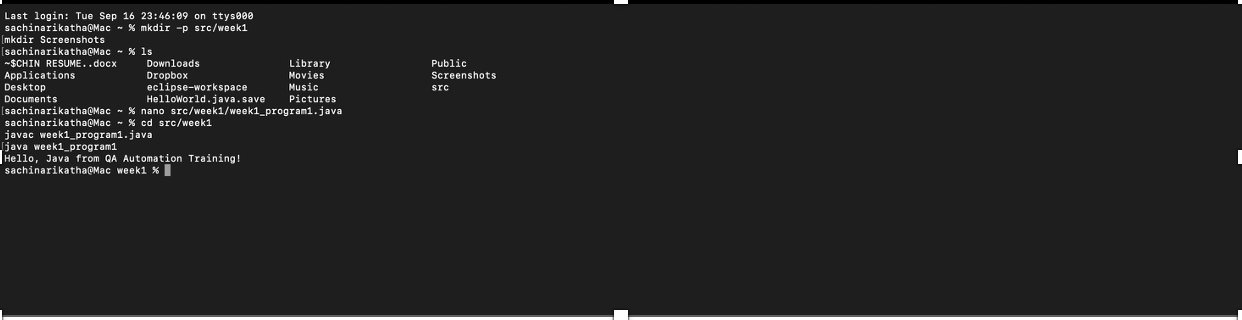 Last login: Tue Sep 16 23:46:09 on ttys000
sachinarikatha@Mac ~ % mkdir -p src/week1
[mkdir Screenshots
[sachinarikatha@Mac ~ % ls
~$CHIN RESUME..docx Downloads Library Public
Applications Dropbox Movies Screenshots
Desktop eclipse-workspace Music src
Documents HelloWorld.java.save Pictures
[sachinarikatha@Mac ~ % nano src/week1/week1_program1.java
sachinarikatha@Mac ~ % cd src/week1
javac week1_program1.java
[java week1_program1
Hello, Java from QA Automation Training!
sachinarikatha@Mac week1 %